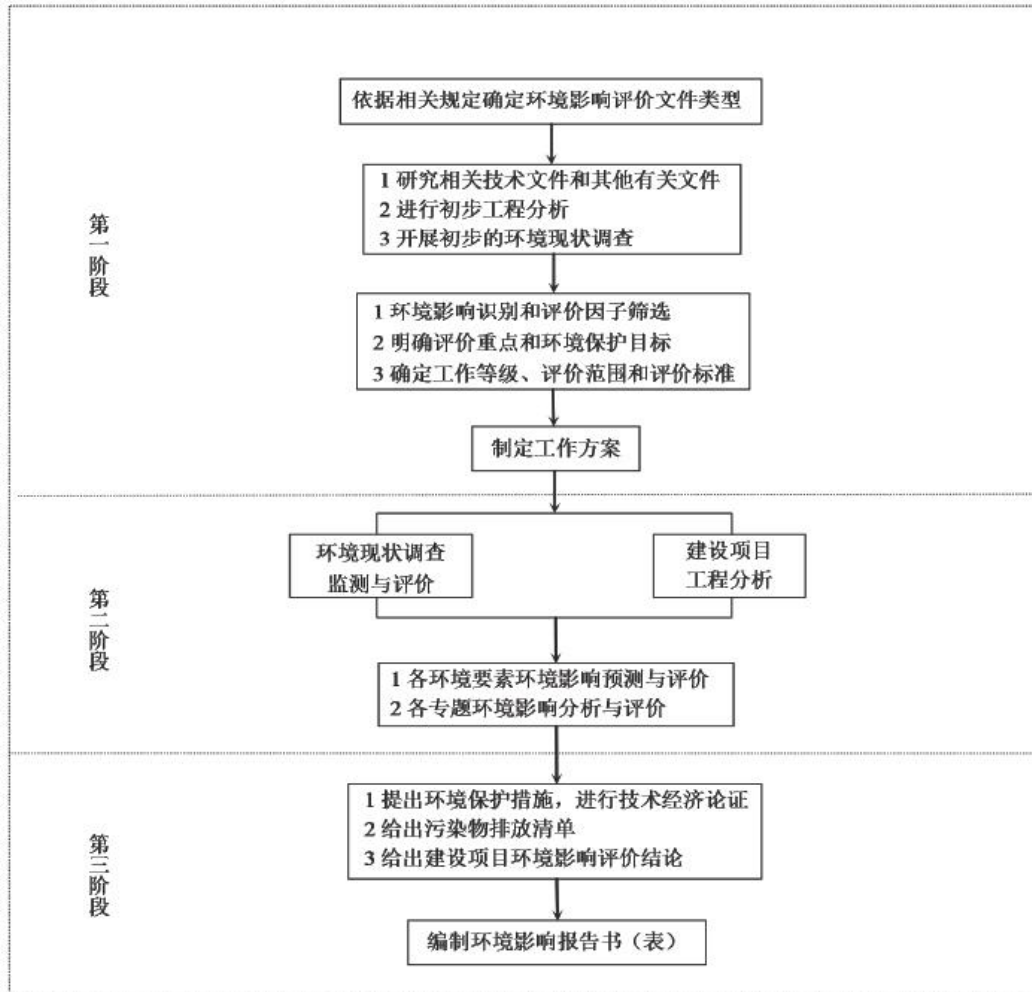 依据相关规定确定环境影响评价文件类型
1 研究相关技术文件和其他有关文件
2 进行初步工程分析
3 开展初步的环境现状调查
第一阶段
1 环境影响识别和评价因子筛选
2 明确评价重点和环境保护目标
3 确定工作等级、评价范围和评价标准
制定工作方案
第二阶段
环境现状调查
监测与评价
建设项目
工程分析
1 各环境要素环境影响预测与评价
2 各专题环境影响分析与评价
第三阶段
1 提出环境保护措施，进行技术经济论证
2 给出污染物排放清单
3 给出建设项目环境影响评价结论
编制环境影响报告书（表）